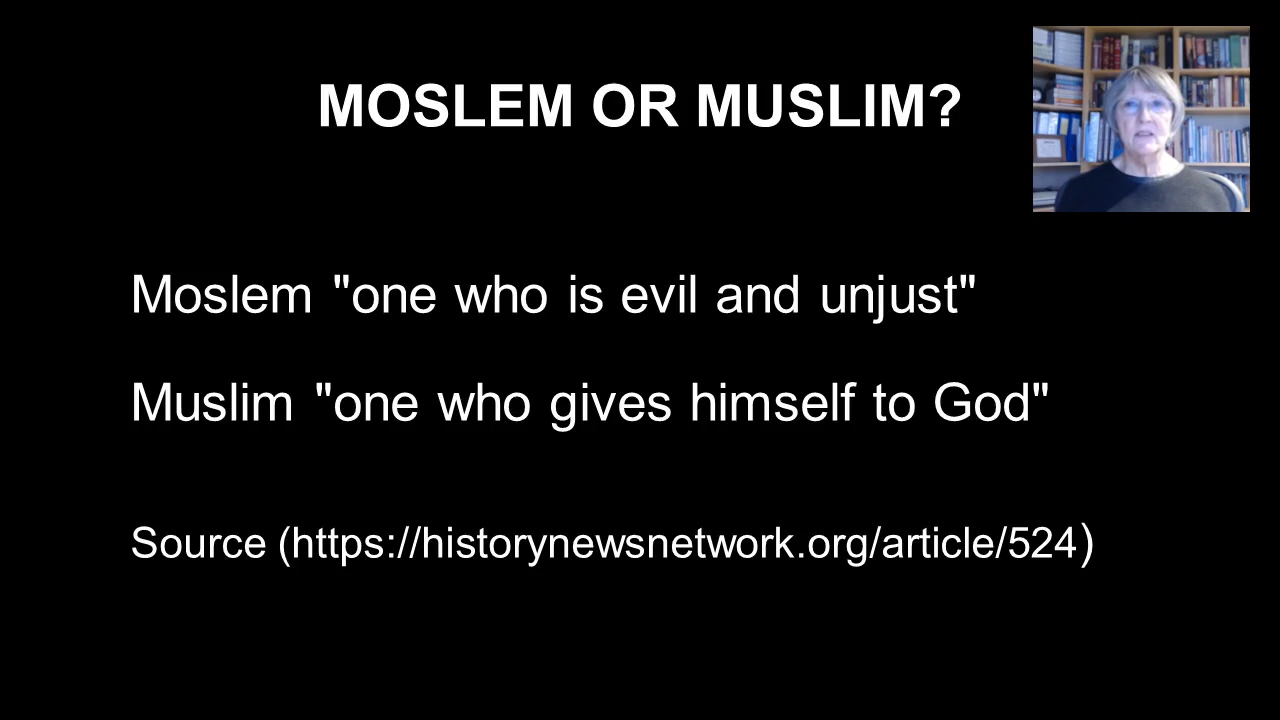 MOSLEM OR MUSLIM?
Moslem "one who is evil and unjust"
Muslim "one who gives himself to God"
Source (https://historynewsnetwork.org/article/524)